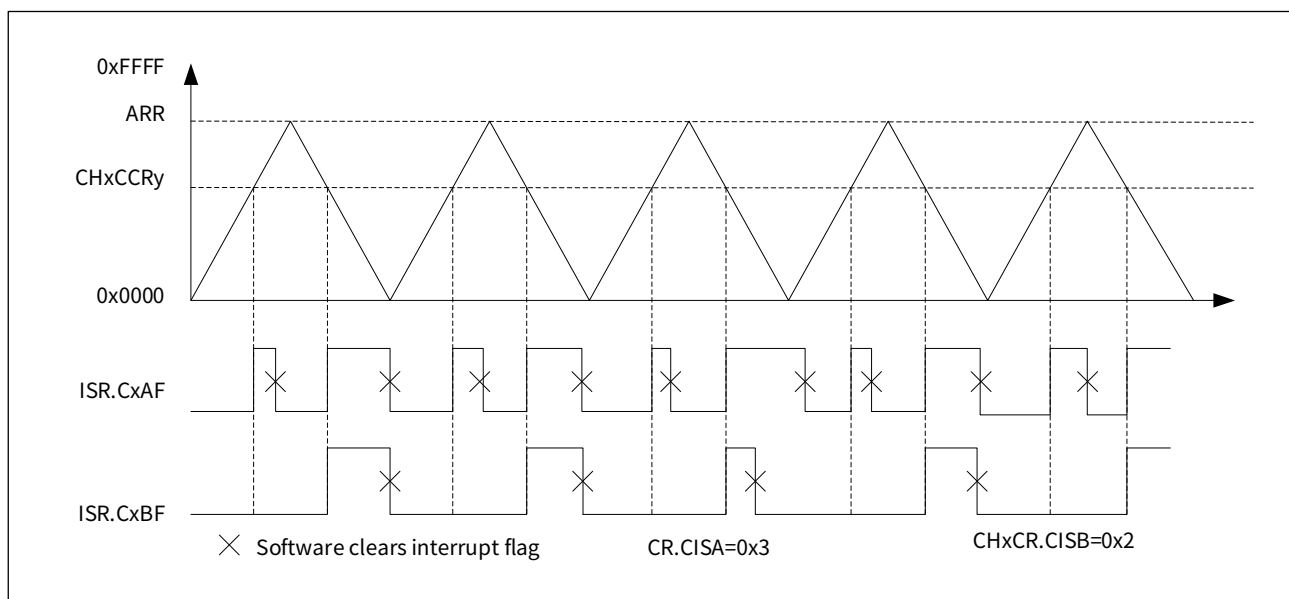 0xFFFF
ARR
CHxCCRy
0x0000
ISR.CxAF
ISR.CxBF
Software clears interrupt flag
CR.CISA=0x3
CHxCR.CISB=0x2